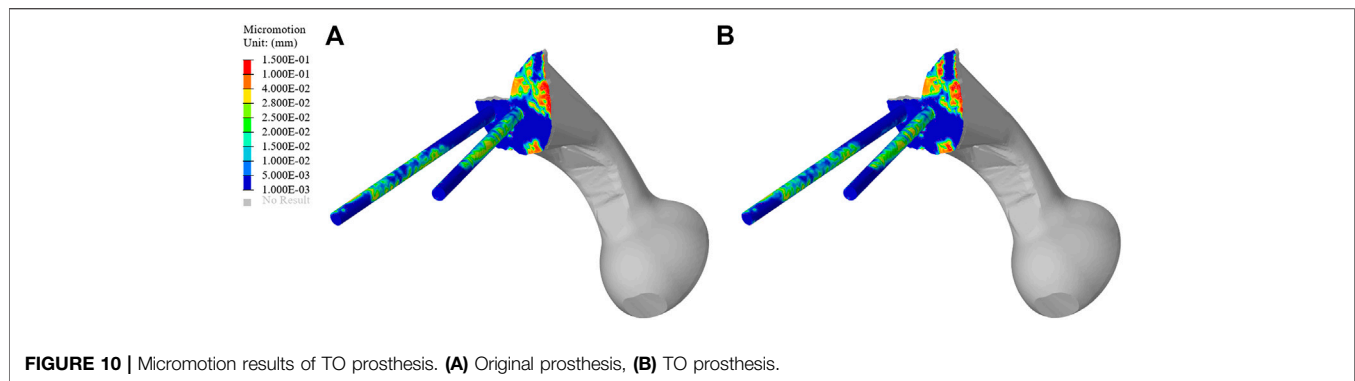 Micromotion
Unit: (mm)
1.500E-01
1.000E-01
4.000E-02
2.800E-02
2.500E-02
2.000E-02
1.500E-02
1.000E-02
5.000E-03
1.000E-03
No Result
A
B
FIGURE 10 | Micromotion results of TO prosthesis. (A) Original prosthesis, (B) TO prosthesis.